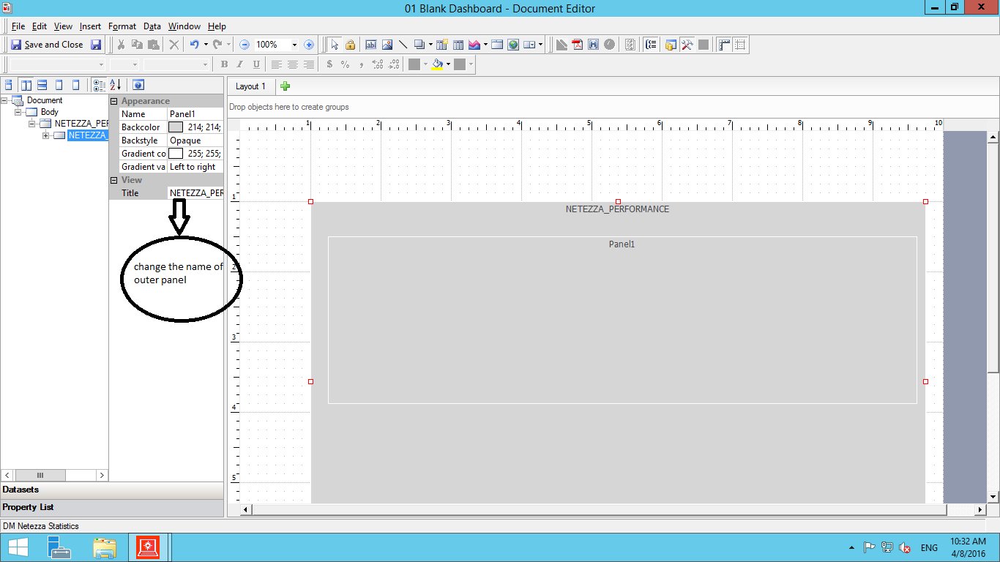 01 Blank Dashboard - Document Editor
File Edit View Insert Format Data Window Help
Save and Close 100%
B I U $ % ,
Layout 1
Drop objects here to create groups
Document
Body
NETEZZA_PER
NETEZZA_
Appearance
Name Panel1
Backcolor 214; 214;
Backstyle Opaque
Gradient co 255; 255;
Gradient va Left to right
View
Title NETEZZA_PER
change the name of
outer panel
1 2 3 4 5 6 7 8 9 10
1
2
3
4
5
NETEZZA_PERFORMANCE
Panel1
Datasets
Property List
DM Netezza Statistics
ENG
10:32 AM
4/8/2016